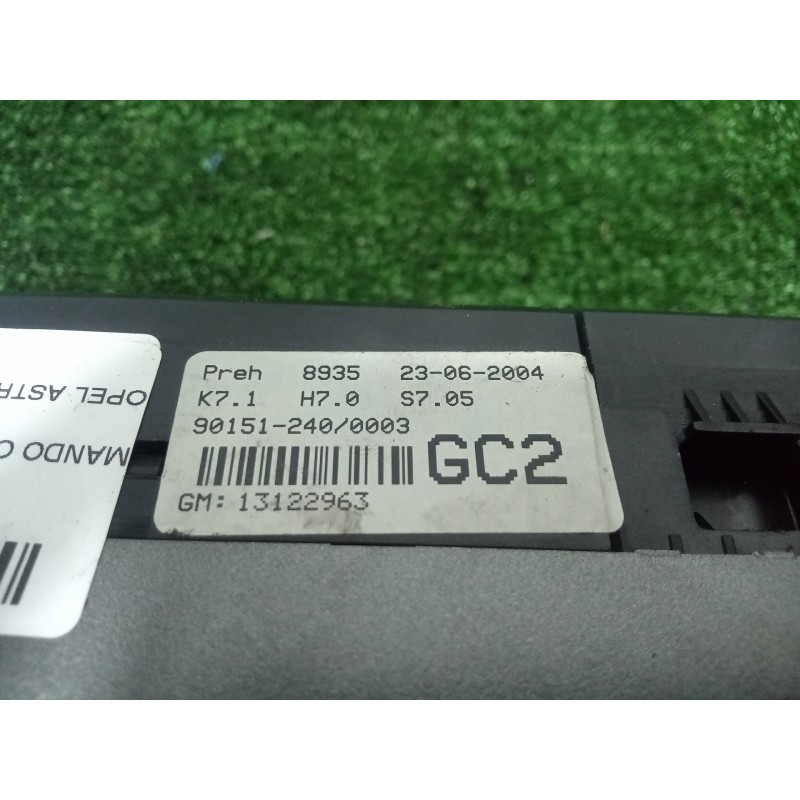 Preh 8935 23-06-2004
K7.1 H7.0 S7.05
90151-240/0003
GC2
GM: 13122963
MANDO
OPEL